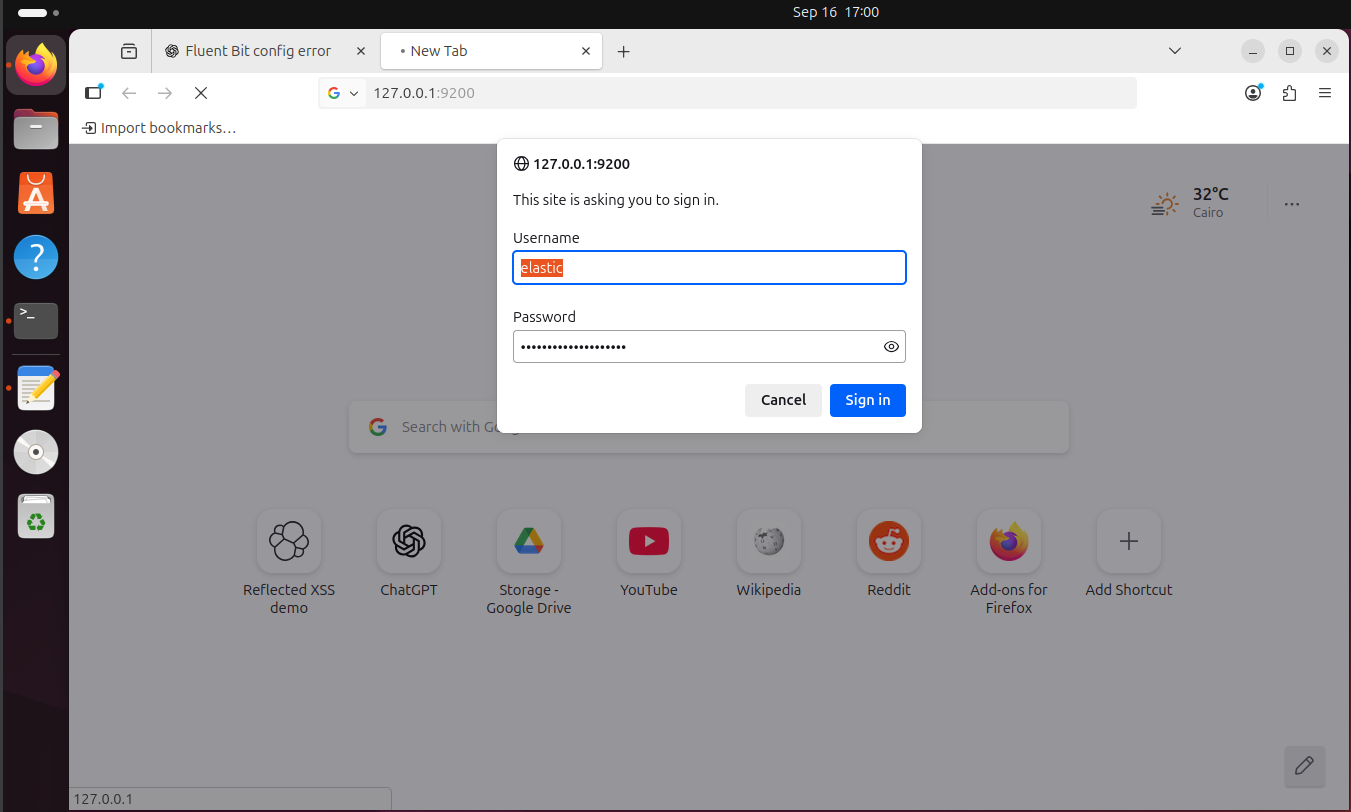 Sep 16 17:00
Fluent Bit config error
New Tab
127.0.0.1:9200
Import bookmarks…
127.0.0.1:9200
This site is asking you to sign in.
Username
elastic
Password
••••••••••••••••••••
Cancel
Sign in
32°C
Cairo
Search with
Reflected XSS
demo
ChatGPT
Storage -
Google Drive
YouTube
Wikipedia
Reddit
Add-ons for
Firefox
Add Shortcut
127.0.0.1